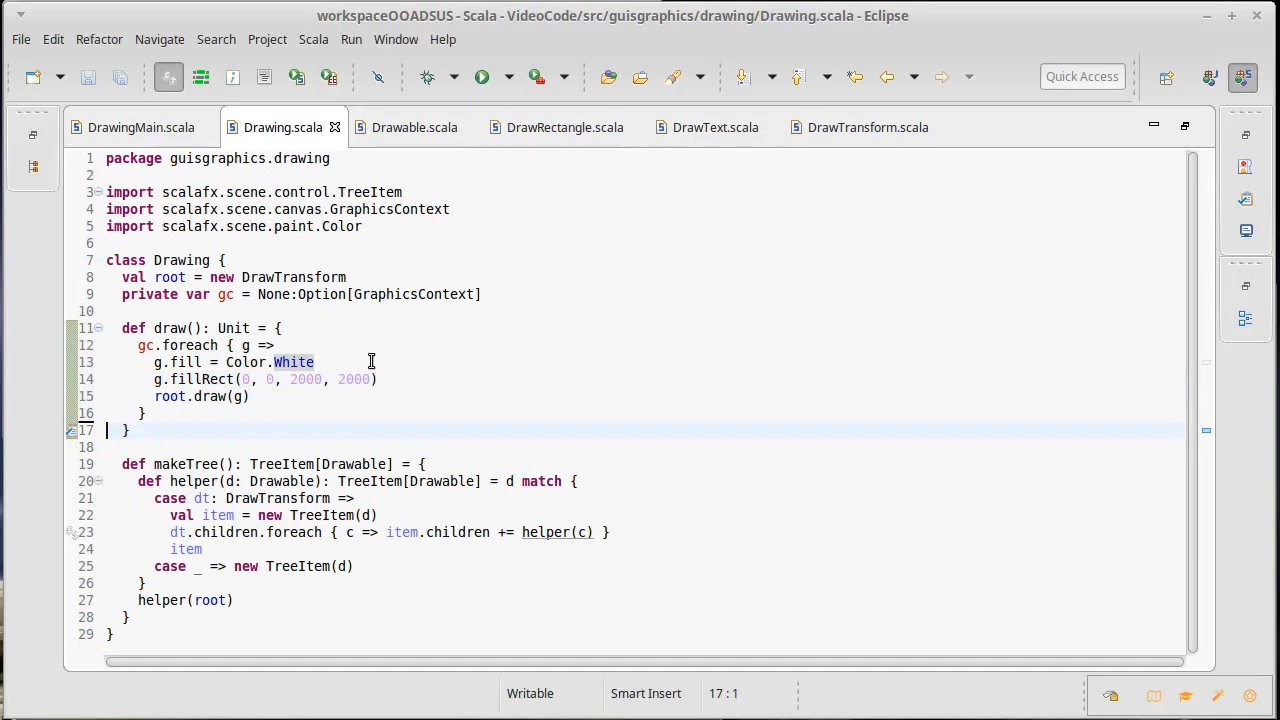 workspaceOOADSUS - Scala - VideoCode/src/guisgraphics/drawing/Drawing.scala - Eclipse
File Edit Refactor Navigate Search Project Scala Run Window Help
Quick Access
DrawingMain.scala Drawing.scala Drawable.scala DrawRectangle.scala DrawText.scala DrawTransform.scala
1 package guisgraphics.drawing
2
3 import scalafx.scene.control.TreeItem
4 import scalafx.scene.canvas.GraphicsContext
5 import scalafx.scene.paint.Color
6
7 class Drawing {
8 val root = new DrawTransform
9 private var gc = None:Option[GraphicsContext]
10
11 def draw(): Unit = {
12 gc.foreach { g =>
13 g.fill = Color.White
14 g.fillRect(0, 0, 2000, 2000)
15 root.draw(g)
16 }
17 }
18
19 def makeTree(): TreeItem[Drawable] = {
20 def helper(d: Drawable): TreeItem[Drawable] = d match {
21 case dt: DrawTransform =>
22 val item = new TreeItem(d)
23 dt.children.foreach { c => item.children += helper(c) }
24 item
25 case _ => new TreeItem(d)
26 }
27 helper(root)
28 }
29 }
Writable Smart Insert 17 : 1